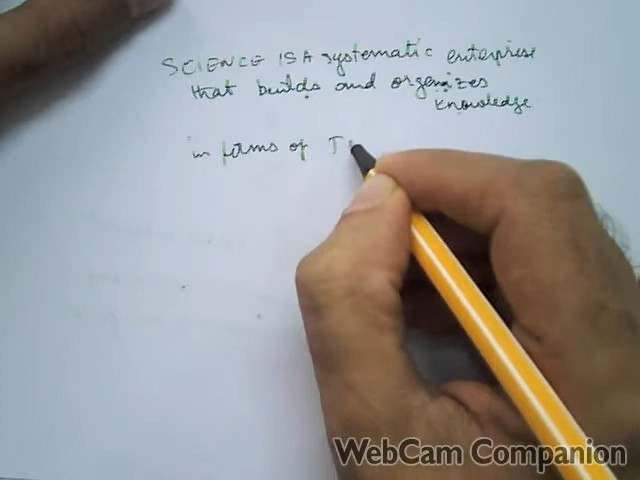 SCIENCE IS A systematic enterprise
that builds and organizes
knowledge
in forms of T
WebCam Companion